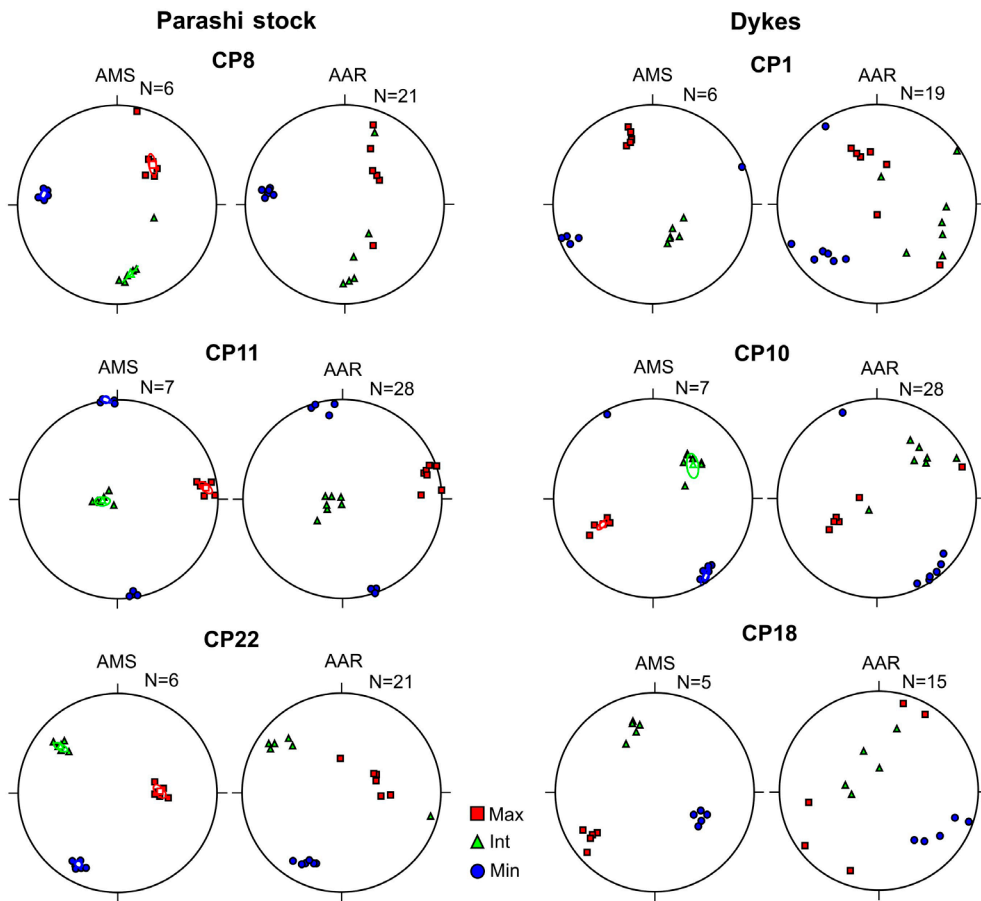 Parashi stock
Dykes
CP8
CP1
AMS
N=6
AAR
N=21
AMS
N=6
AAR
N=19
CP11
CP10
AMS
N=7
AAR
N=28
AMS
N=7
AAR
N=28
CP22
CP18
AMS
N=6
AAR
N=21
AMS
N=5
AAR
N=15
Max
Int
Min